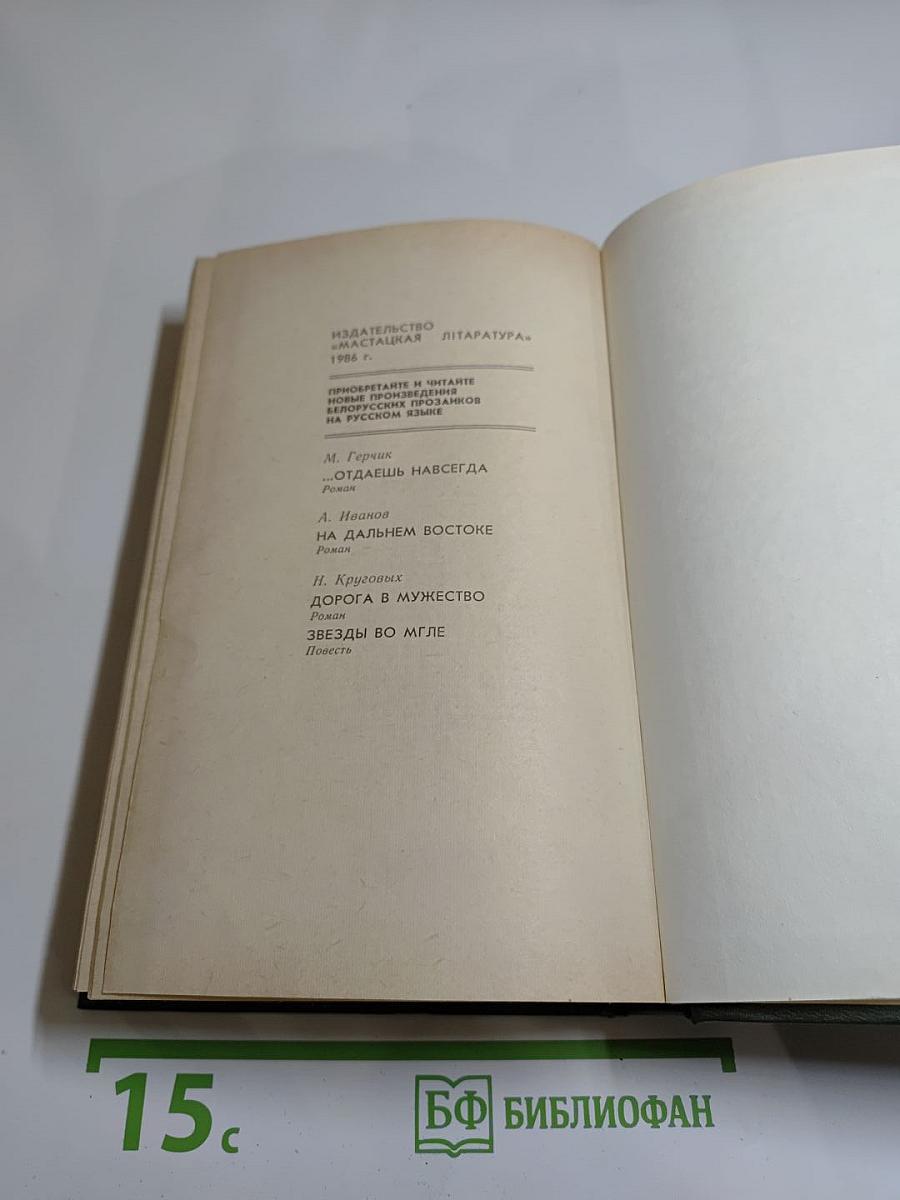 ИЗДАТЕЛЬСТВО
«МАСТАЦКАЯ ЛІТАРАТУРА»
1986 г.
ПРИОБРЕТАЙТЕ И ЧИТАЙТЕ
НОВЫЕ ПРОИЗВЕДЕНИЯ
БЕЛОРУССКИХ ПРОЗАИКОВ
НА РУССКОМ ЯЗЫКЕ
М. Герчик
...ОТДАЕШЬ НАВСЕГДА
Роман
А. Иванов
НА ДАЛЬНЕМ ВОСТОКЕ
Роман
Н. Круговых
ДОРОГА В МУЖЕСТВО
Роман
ЗВЕЗДЫ ВО МГЛЕ
Повесть
15 с
БФ БИБЛИОФАН